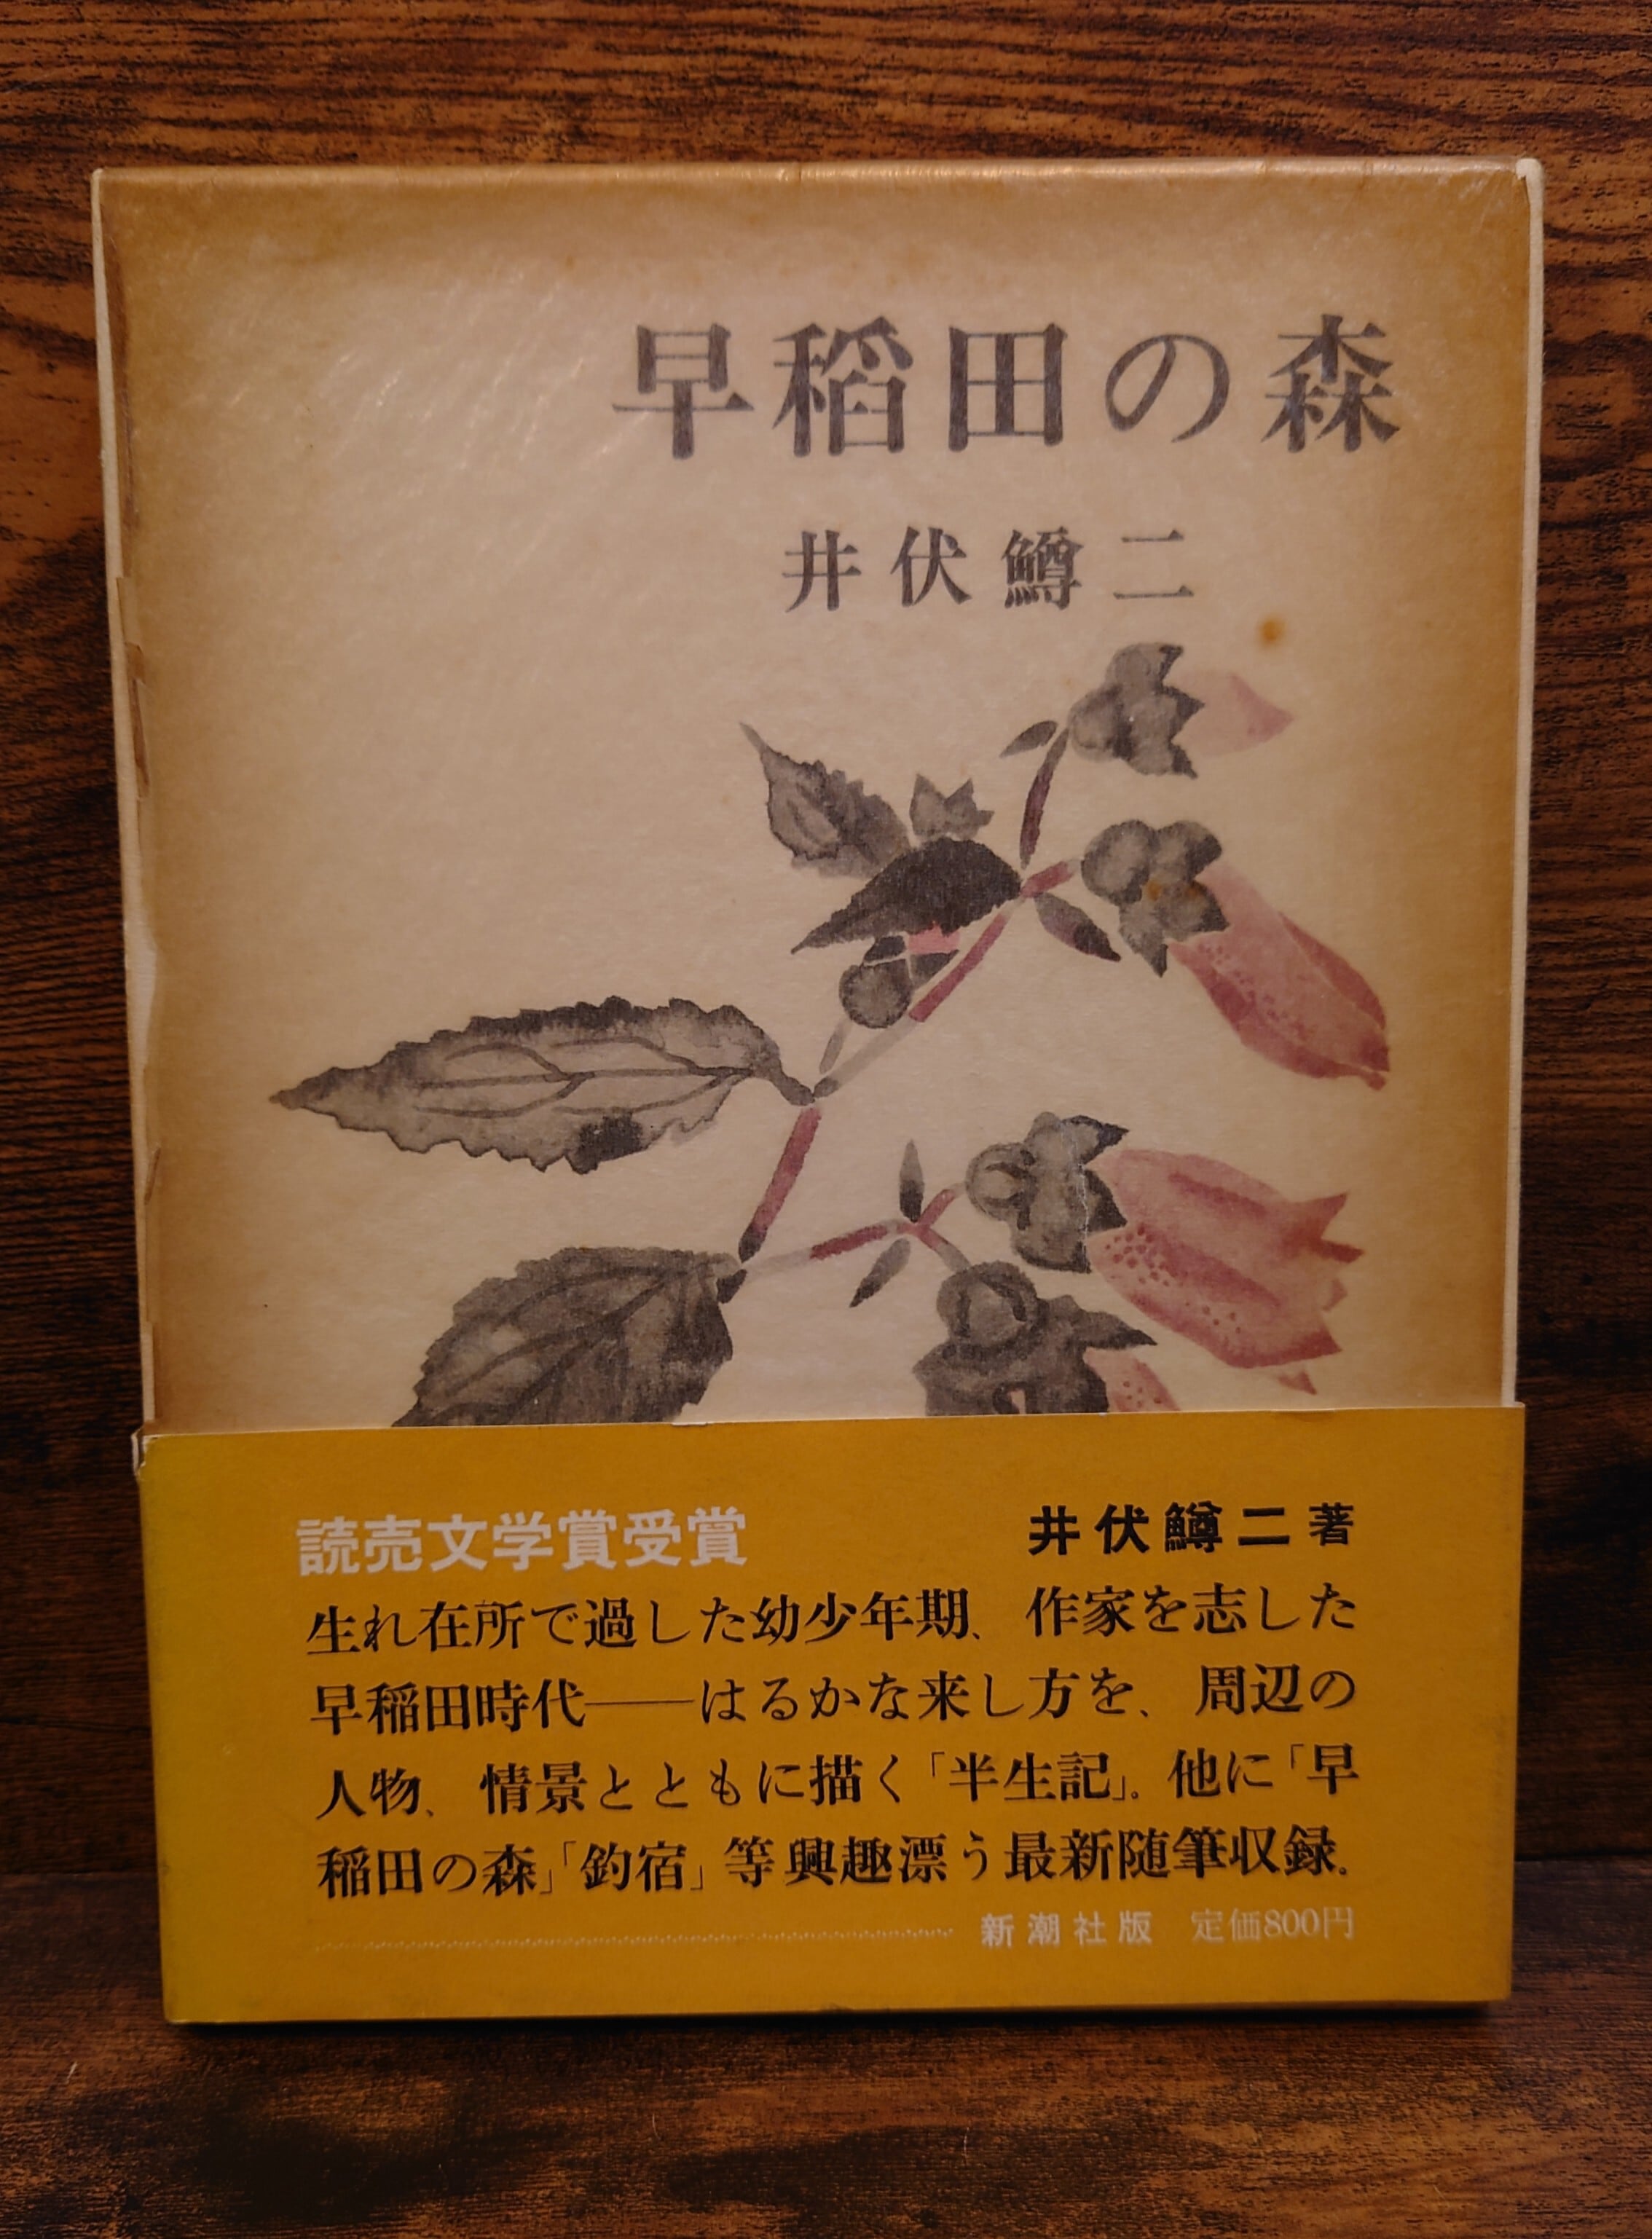 早稻田の森
井伏鱒二
読売文学賞受賞　井伏鱒二著
生れ在所で過した幼少年期、作家を志した
早稲田時代——はるかな来し方を、周辺の
人物、情景とともに描く「半生記」。他に「早
稲田の森」「釣宿」等興趣漂う最新随筆収録。
新潮社版　定価800円